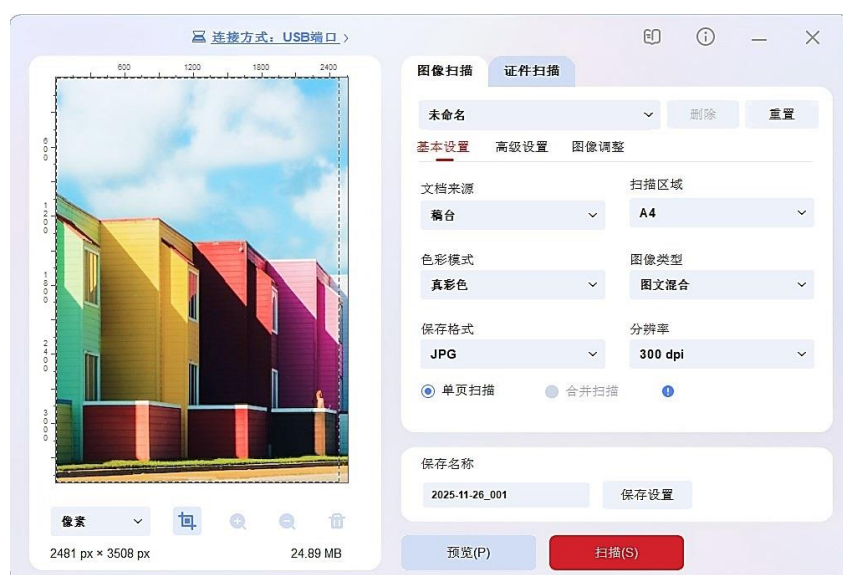 连接方式：USB端口 >
600 1200 1800 2400
600
1200
1800
2400
3000
像素
2481 px × 3508 px 24.89 MB
图像扫描 证件扫描
未命名 删除 重置
基本设置 高级设置 图像调整
文档来源 扫描区域
稿台 A4
色彩模式 图像类型
真彩色 图文混合
保存格式 分辨率
JPG 300 dpi
单页扫描 合并扫描
保存名称
2025-11-26_001 保存设置
预览(P) 扫描(S)